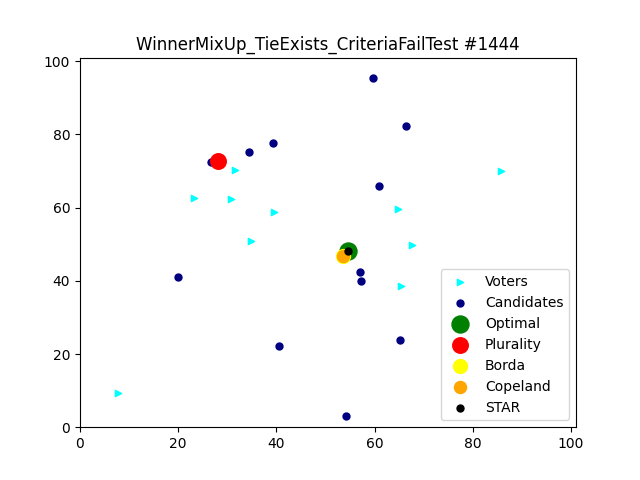 WinnerMixUp_TieExists_CriteriaFailTest #1444
100
80
60
40
20
0
0 20 40 60 80 100
Voters
Candidates
Optimal
Plurality
Borda
Copeland
STAR